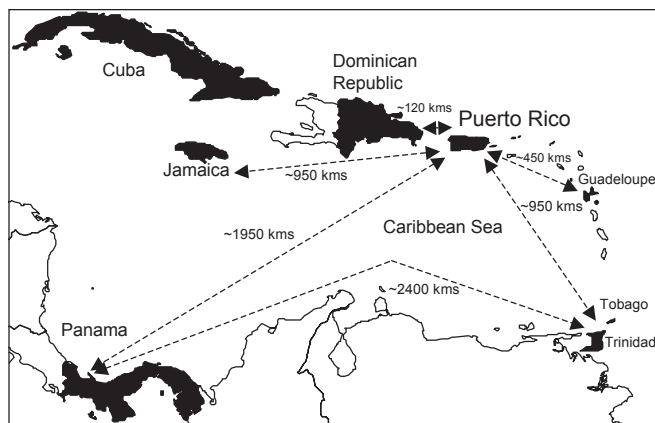 Dominican
Republic
Cuba
~120 kms
Puerto Rico
~450 kms
Jamaica
~950 kms
Guadeloupe
~950 kms
Caribbean Sea
~1950 kms
~2400 kms
Tobago
Panama
Trinidad